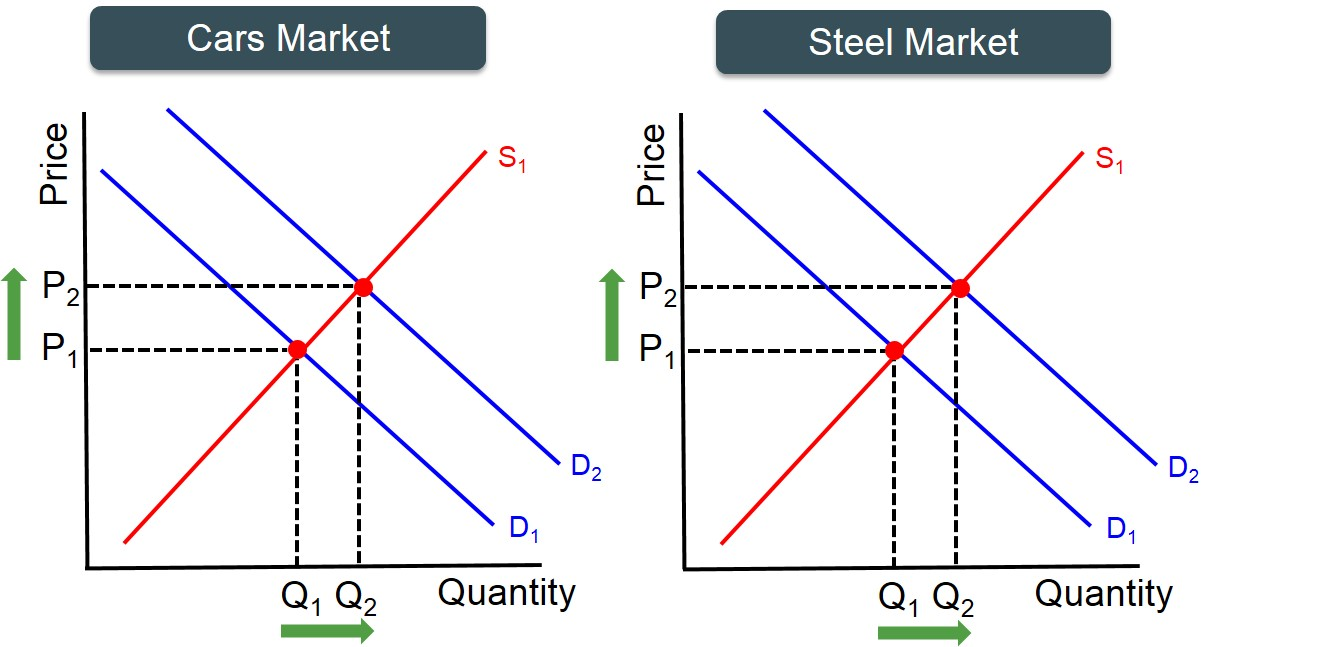 Cars Market
Price
S₁
P₂
P₁
D₂
D₁
Q₁ Q₂ Quantity
Steel Market
Price
S₁
P₂
P₁
D₂
D₁
Q₁ Q₂ Quantity